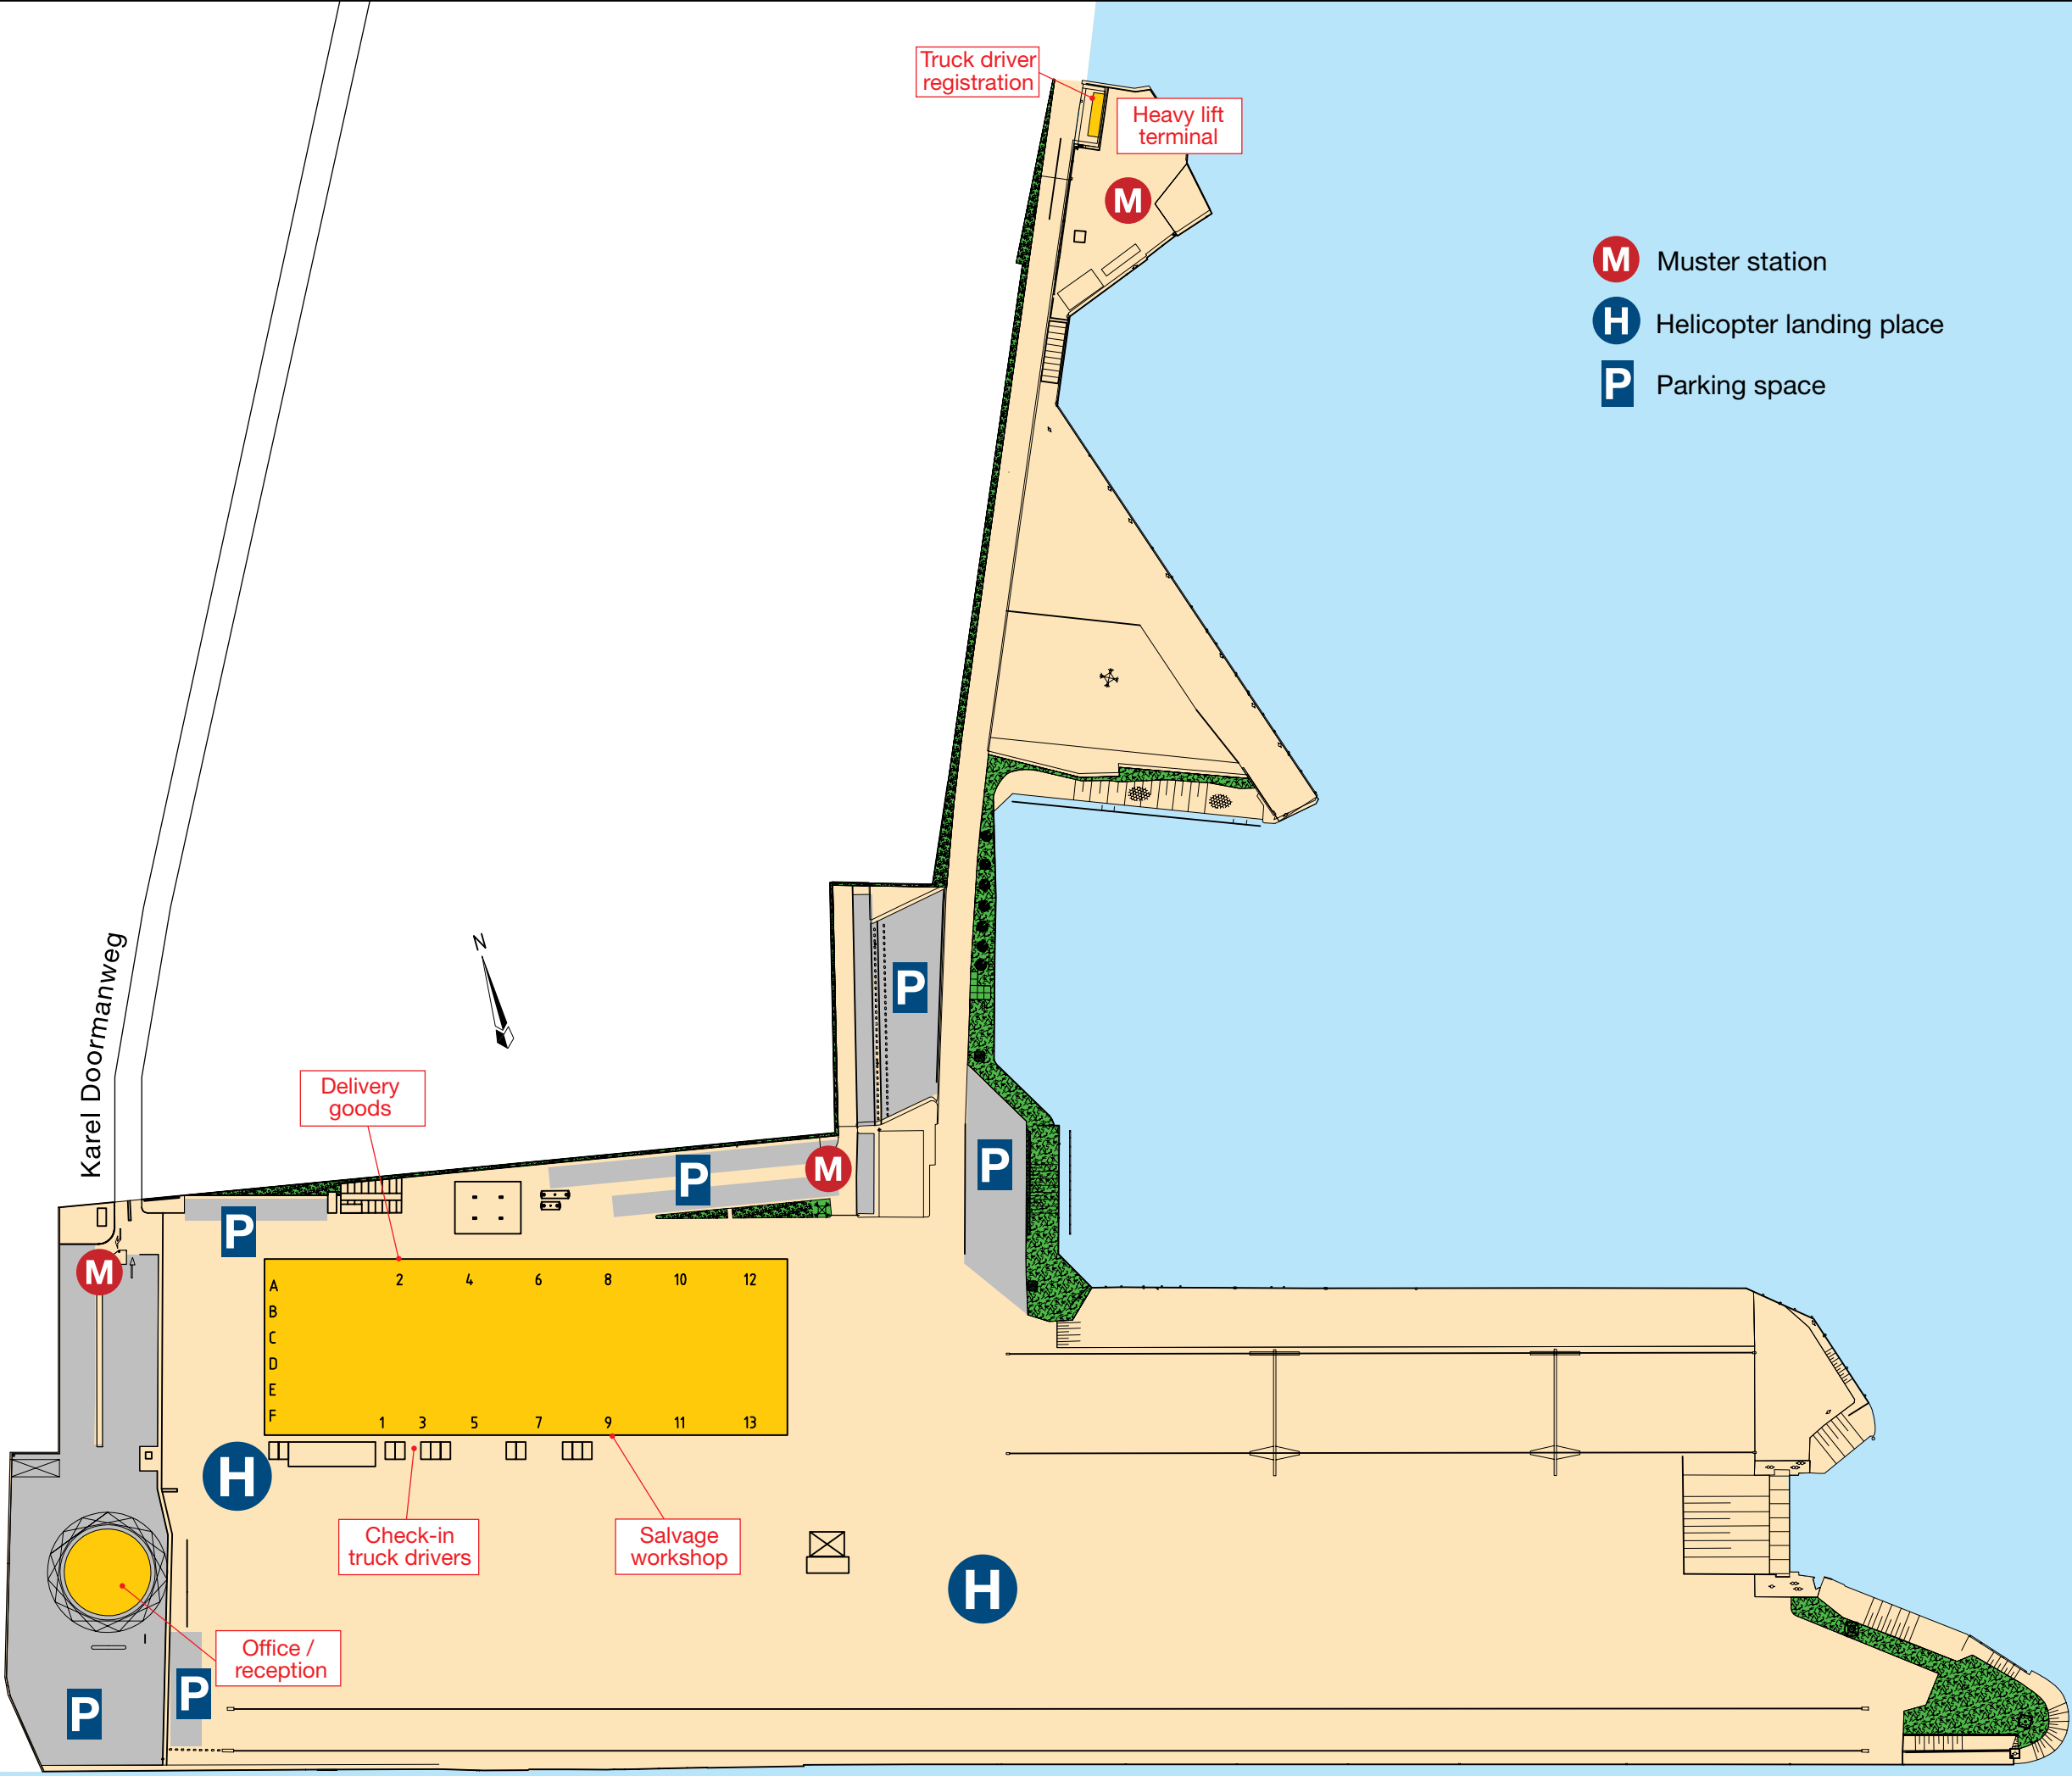 Truck driver
registration
Heavy lift
terminal
M
M Muster station
H Helicopter landing place
P Parking space
N
P
Karel Doormanweg
Delivery
goods
P
P
M
P
M
2 4 6 8 10 12
A
B
C
D
E
F
1 3 5 7 9 11 13
H
Check-in
truck drivers
Salvage
workshop
H
Office /
reception
P
P